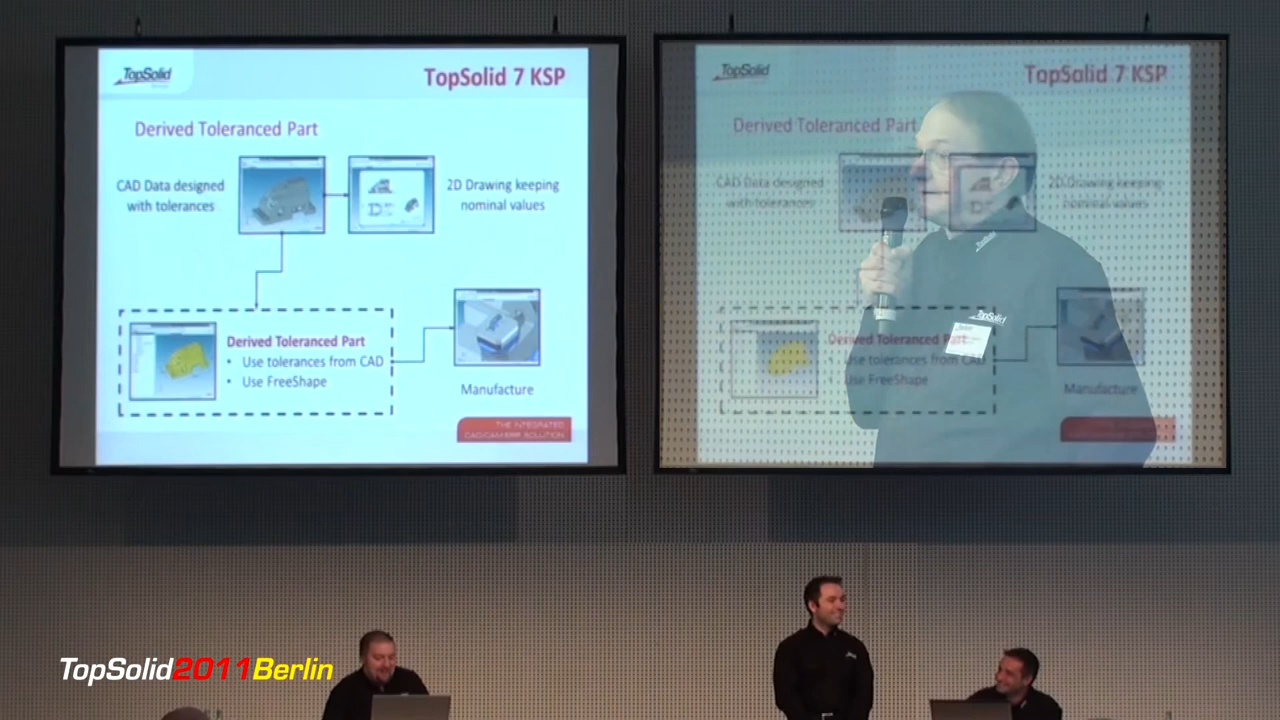 TopSolid
TopSolid 7 KSP
Derived Toleranced Part
CAD Data designed
with tolerances
2D Drawing keeping
nominal values
Derived Toleranced Part
• Use tolerances from CAD
• Use FreeShape
Manufacture
THE INTEGRATED
CAD/CAM/ERP SOLUTION
TopSolid
TopSolid 7 KSP
Derived Toleranced Part
CAD Data designed
with tolerances
2D Drawing keeping
nominal values
TopSolid
Derived Toleranced Part
Use tolerances from CAD
Use FreeShape
Manufacture
TopSolid2011Berlin